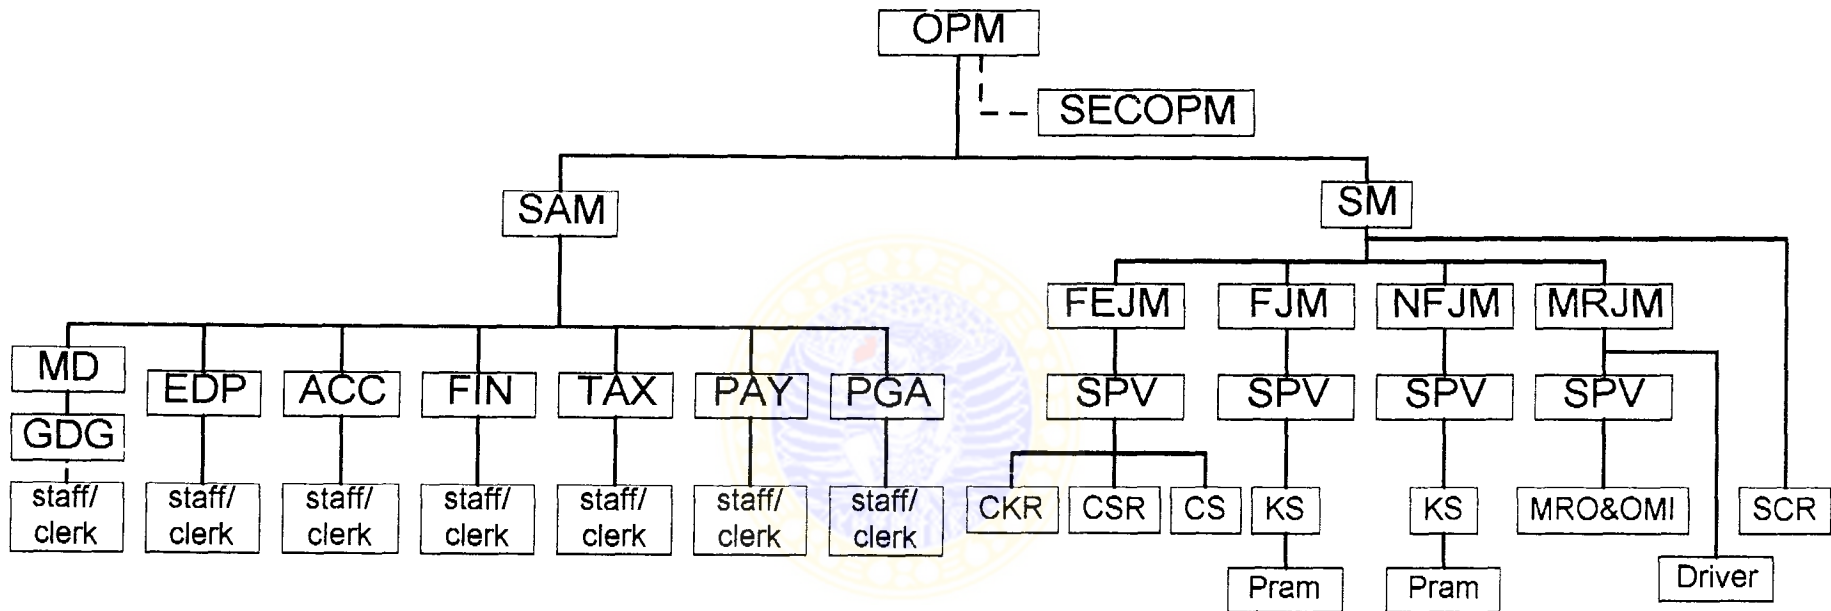 OPM
SECOPM
SAM
SM
FEJM
FJM
NFJM
MRJM
MD
EDP
ACC
FIN
TAX
PAY
PGA
SPV
SPV
SPV
SPV
GDG
staff/
clerk
staff/
clerk
staff/
clerk
staff/
clerk
staff/
clerk
staff/
clerk
staff/
clerk
CKR
CSR
CS
KS
KS
MRO&OMI
SCR
Pram
Pram
Driver